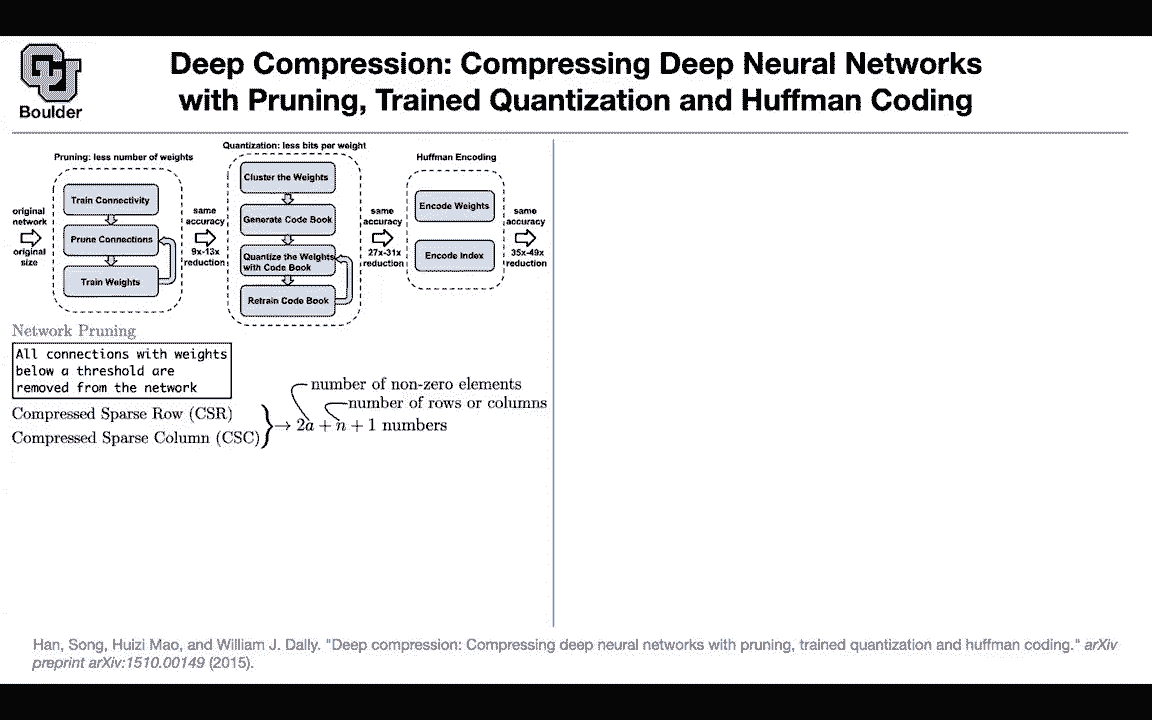 Boulder
Deep Compression: Compressing Deep Neural Networks
with Pruning, Trained Quantization and Huffman Coding
Pruning: less number of weights
Train Connectivity
Prune Connections
Train Weights
original
network
original
size
same
accuracy
9x-13x
reduction
Quantization: less bits per weight
Cluster the Weights
Generate Code Book
Quantize the Weights
with Code Book
Retrain Code Book
same
accuracy
27x-31x
reduction
Huffman Encoding
Encode Weights
Encode Index
same
accuracy
35x-49x
reduction
Network Pruning
All connections with weights
below a threshold are
removed from the network
Compressed Sparse Row (CSR)
Compressed Sparse Column (CSC)
number of non-zero elements
number of rows or columns
→ 2a + n + 1 numbers
Han, Song, Huizi Mao, and William J. Dally. "Deep compression: Compressing deep neural networks with pruning, trained quantization and huffman coding." arXiv
preprint arXiv:1510.00149 (2015).